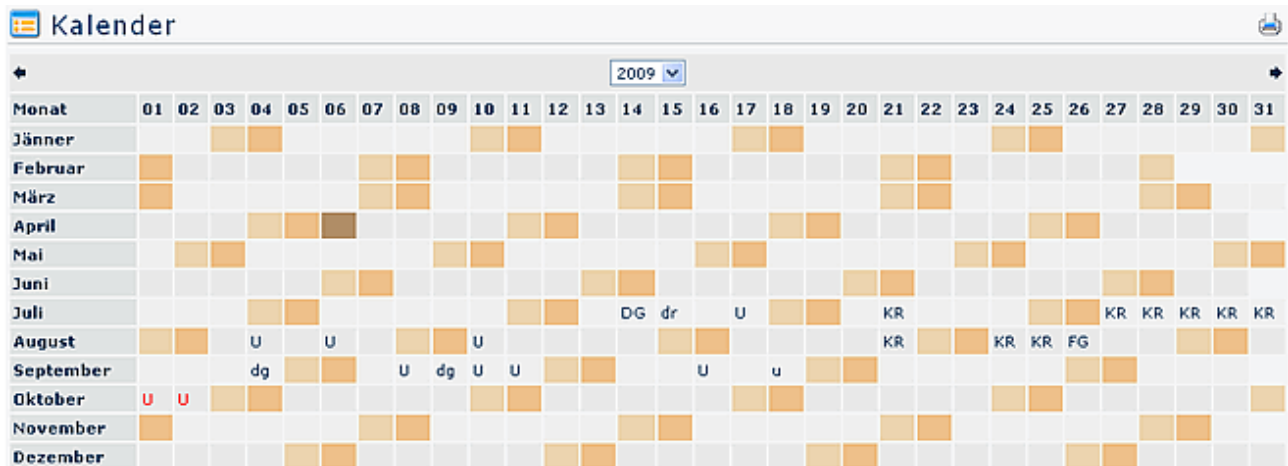 Kalender
2009
Monat 01 02 03 04 05 06 07 08 09 10 11 12 13 14 15 16 17 18 19 20 21 22 23 24 25 26 27 28 29 30 31
Jänner
Februar
März
April
Mai
Juni
Juli DG dr U KR KR KR KR KR KR
August U U U KR KR KR FG
September dg U dg U U U u
Oktober U U
November
Dezember